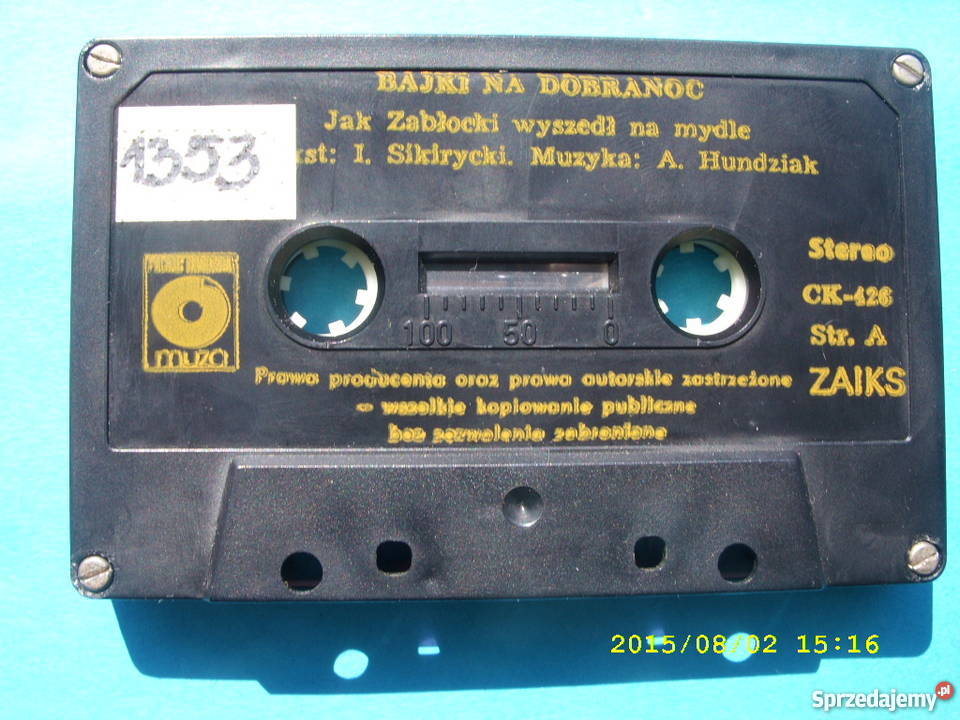 BAJKI NA DOBRANOC
Jak Zabłocki wyszedł na mydle
1353
kst: I. Sikirycki. Muzyka: A. Hundziak
Stereo
CK-426
Str. A
ZAIKS
muza
100 50 0
Prawa producenta oraz prawa autorskie zastrzeżone
- wszelkie kopiowanie publiczne
bez zezwolenia zabronione
2015/08/02 15:16
Sprzedajemy.pl